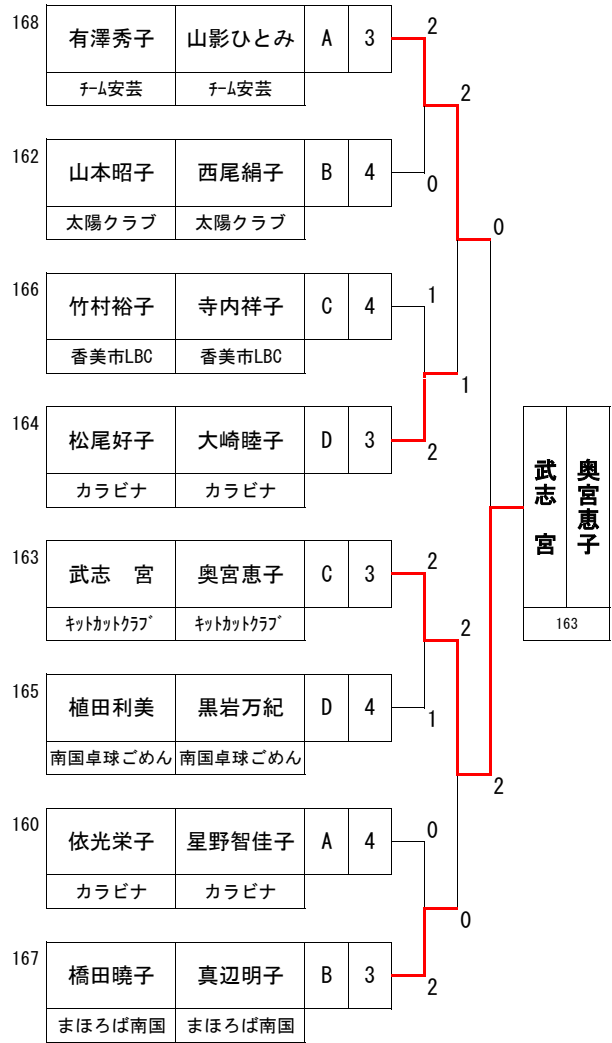 168 有澤秀子 山影ひとみ A 3 2
ﾁｰﾑ安芸 ﾁｰﾑ安芸
2
162 山本昭子 西尾絹子 B 4 0
太陽クラブ 太陽クラブ
0
166 竹村裕子 寺内祥子 C 4 1
香美市LBC 香美市LBC
1
164 松尾好子 大崎睦子 D 3 2
カラビナ カラビナ
武志　宮 奥宮恵子
163
163 武志　宮 奥宮恵子 C 3 2
ｷｯﾄｶｯﾄｸﾗﾌﾞ ｷｯﾄｶｯﾄｸﾗﾌﾞ
2
165 植田利美 黒岩万紀 D 4 1
南国卓球ごめん 南国卓球ごめん
2
160 依光栄子 星野智佳子 A 4 0
カラビナ カラビナ
0
167 橋田曉子 真辺明子 B 3 2
まほろば南国 まほろば南国